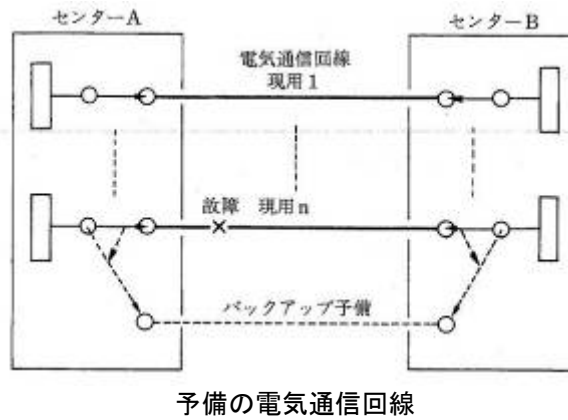 センターA
センターB
電気通信回線
現用1
故障 現用n
バックアップ予備
予備の電気通信回線